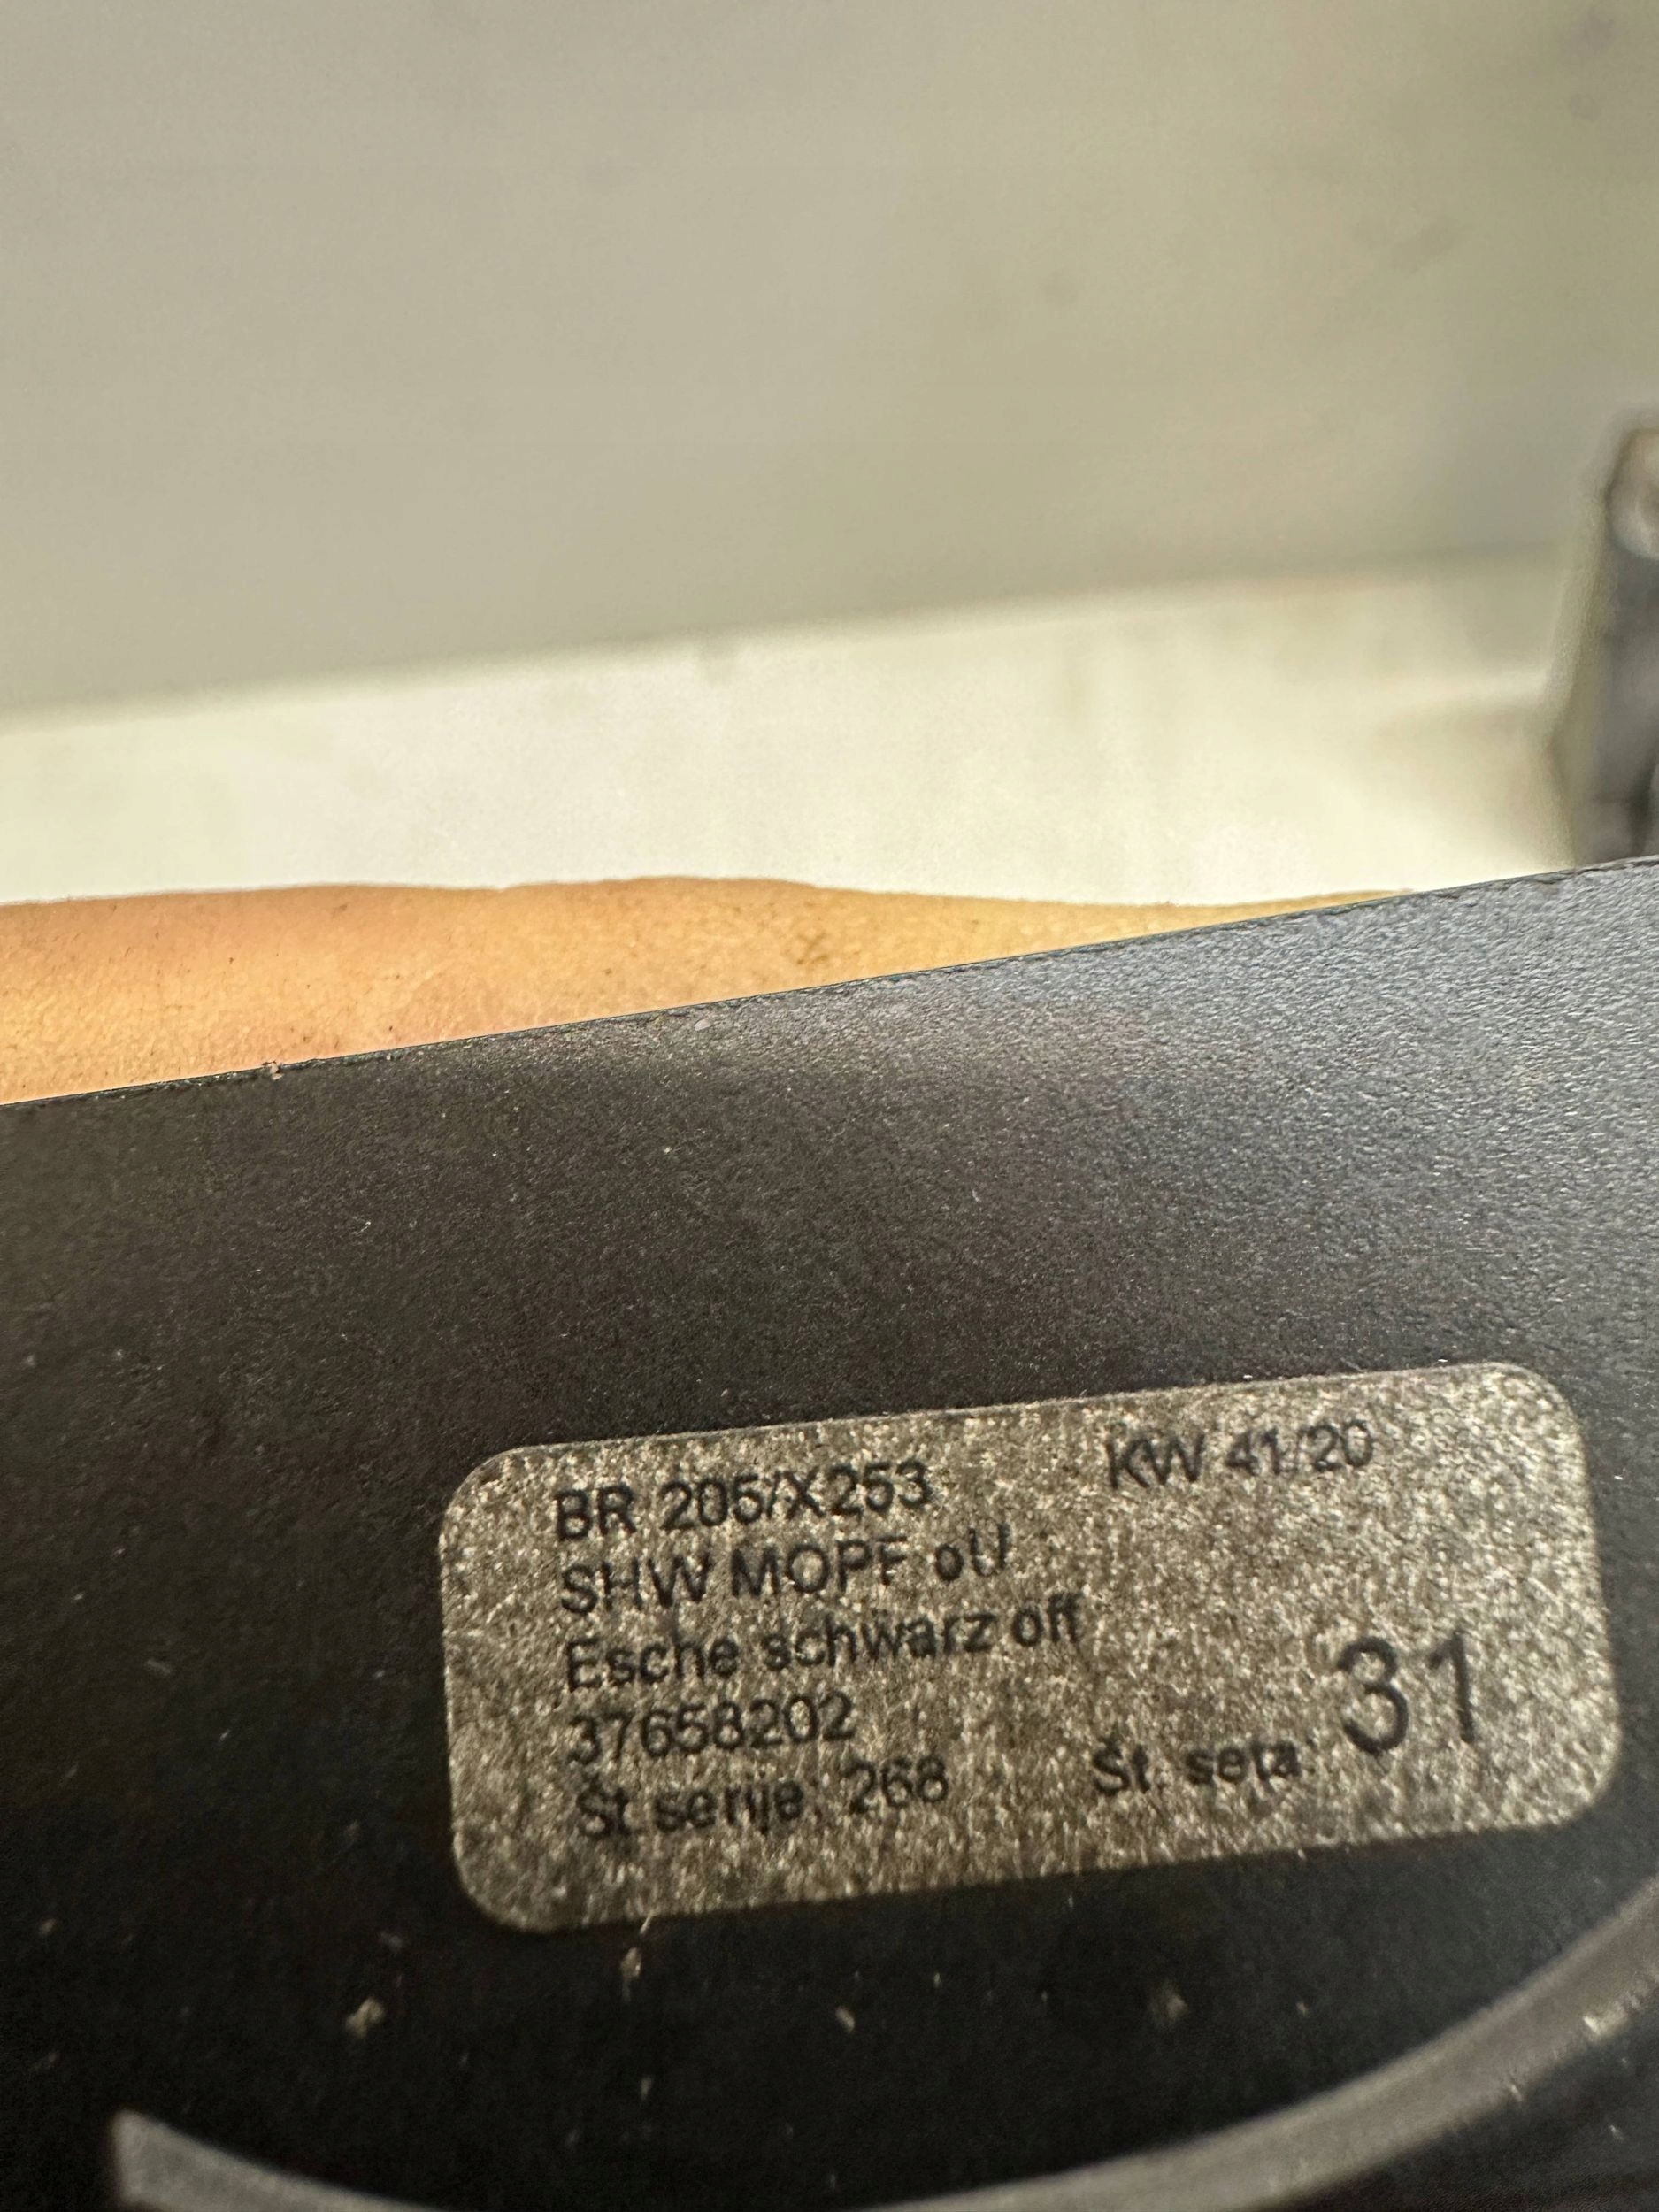 BR 205/X253 KW 41/20
SHW MOPF oU
Esche schwarz off
37658202
Št. serije: 268 Št. seta: 31